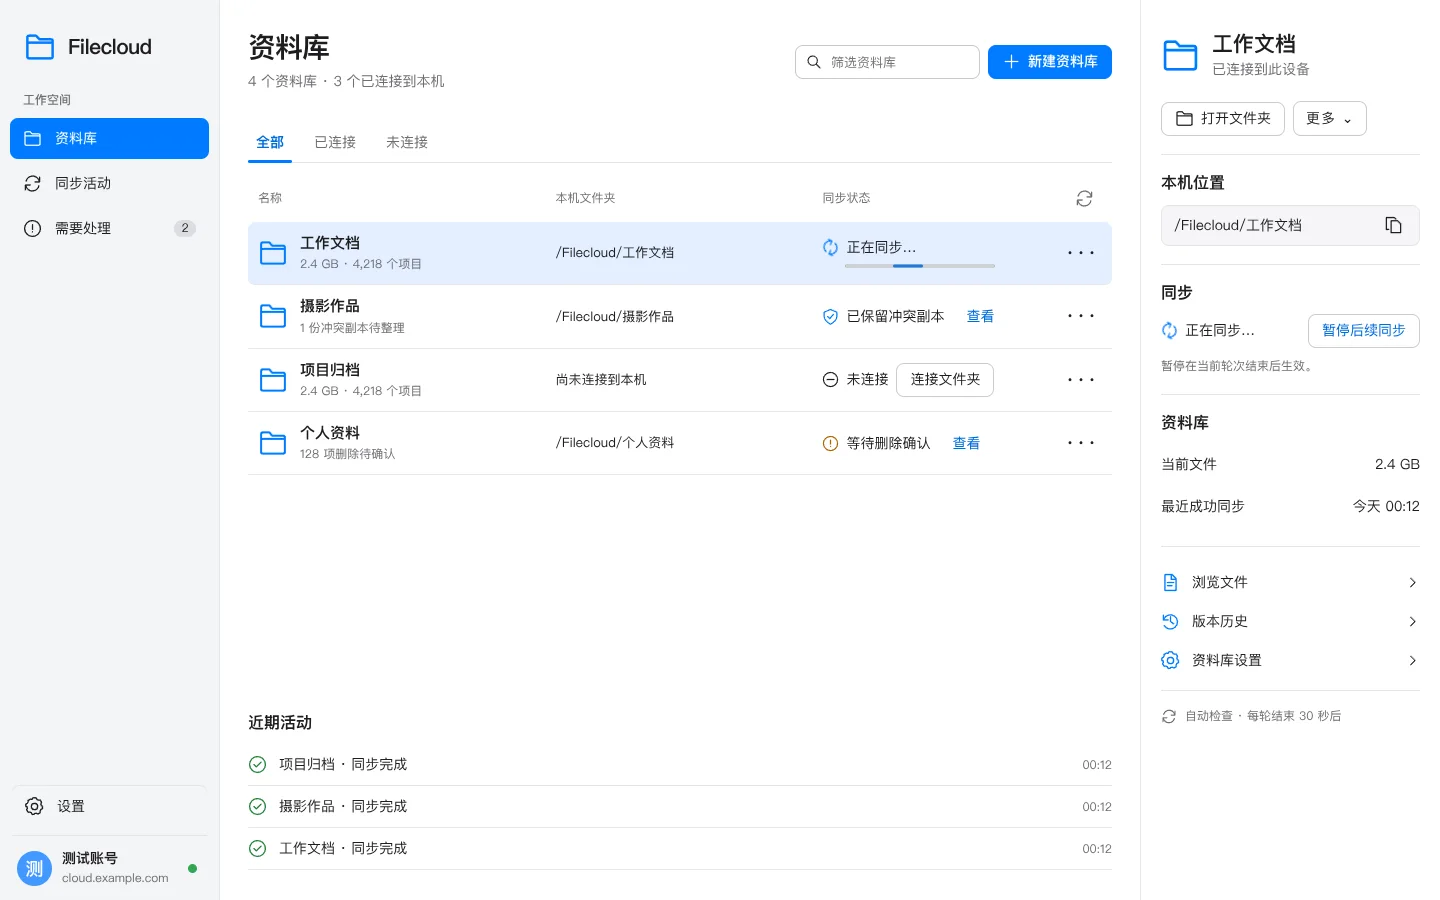 Filecloud
工作空间
资料库
同步活动
需要处理 2
设置
测
测试账号
cloud.example.com
资料库
4 个资料库 · 3 个已连接到本机
筛选资料库
新建资料库
全部 已连接 未连接
名称 本机文件夹 同步状态
工作文档
2.4 GB · 4,218 个项目
/Filecloud/工作文档
正在同步...
摄影作品
1 份冲突副本待整理
/Filecloud/摄影作品
已保留冲突副本 查看
项目归档
2.4 GB · 4,218 个项目
尚未连接到本机
未连接 连接文件夹
个人资料
128 项删除待确认
/Filecloud/个人资料
等待删除确认 查看
近期活动
项目归档 · 同步完成 00:12
摄影作品 · 同步完成 00:12
工作文档 · 同步完成 00:12
工作文档
已连接到此设备
打开文件夹 更多
本机位置
/Filecloud/工作文档
同步
正在同步... 暂停后续同步
暂停在当前轮次结束后生效。
资料库
当前文件 2.4 GB
最近成功同步 今天 00:12
浏览文件
版本历史
资料库设置
自动检查 · 每轮结束 30 秒后